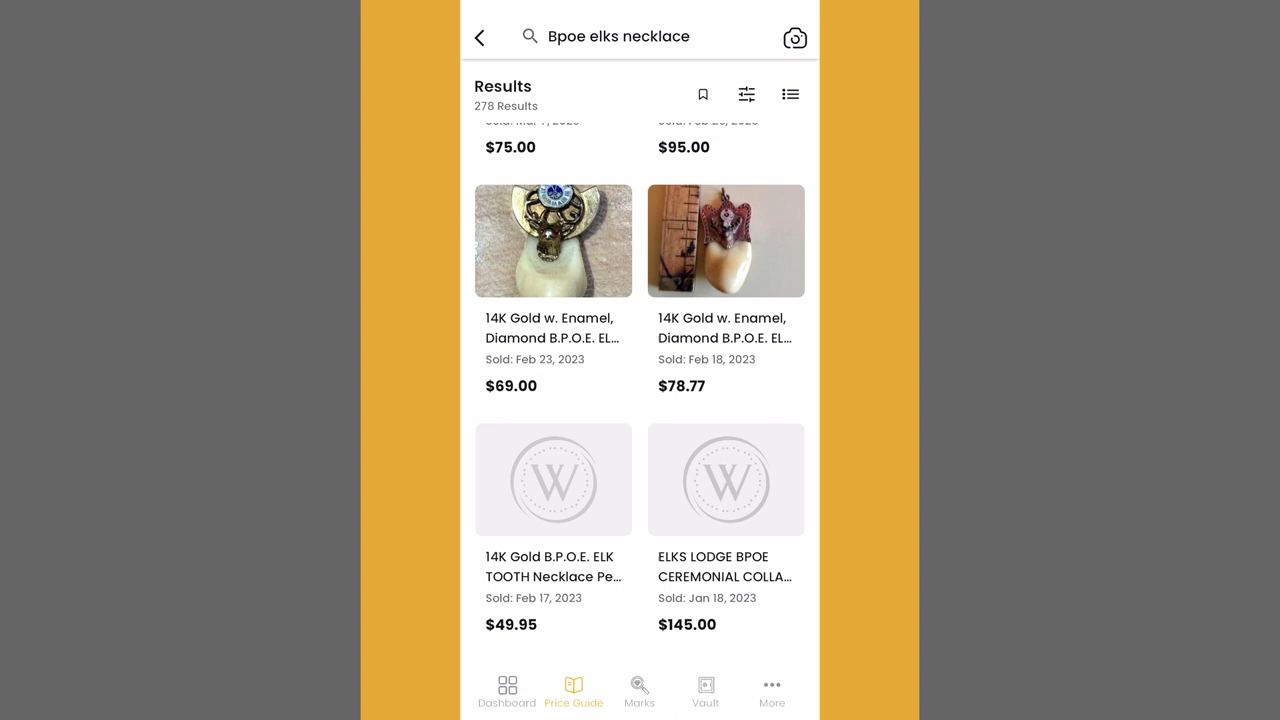 Bpoe elks necklace
Results
278 Results
$75.00
$95.00
14K Gold w. Enamel,
Diamond B.P.O.E. EL...
Sold: Feb 23, 2023
$69.00
14K Gold w. Enamel,
Diamond B.P.O.E. EL...
Sold: Feb 18, 2023
$78.77
W
W
14K Gold B.P.O.E. ELK
TOOTH Necklace Pe...
Sold: Feb 17, 2023
$49.95
ELKS LODGE BPOE
CEREMONIAL COLLA...
Sold: Jan 18, 2023
$145.00
Dashboard
Price Guide
Marks
Vault
More